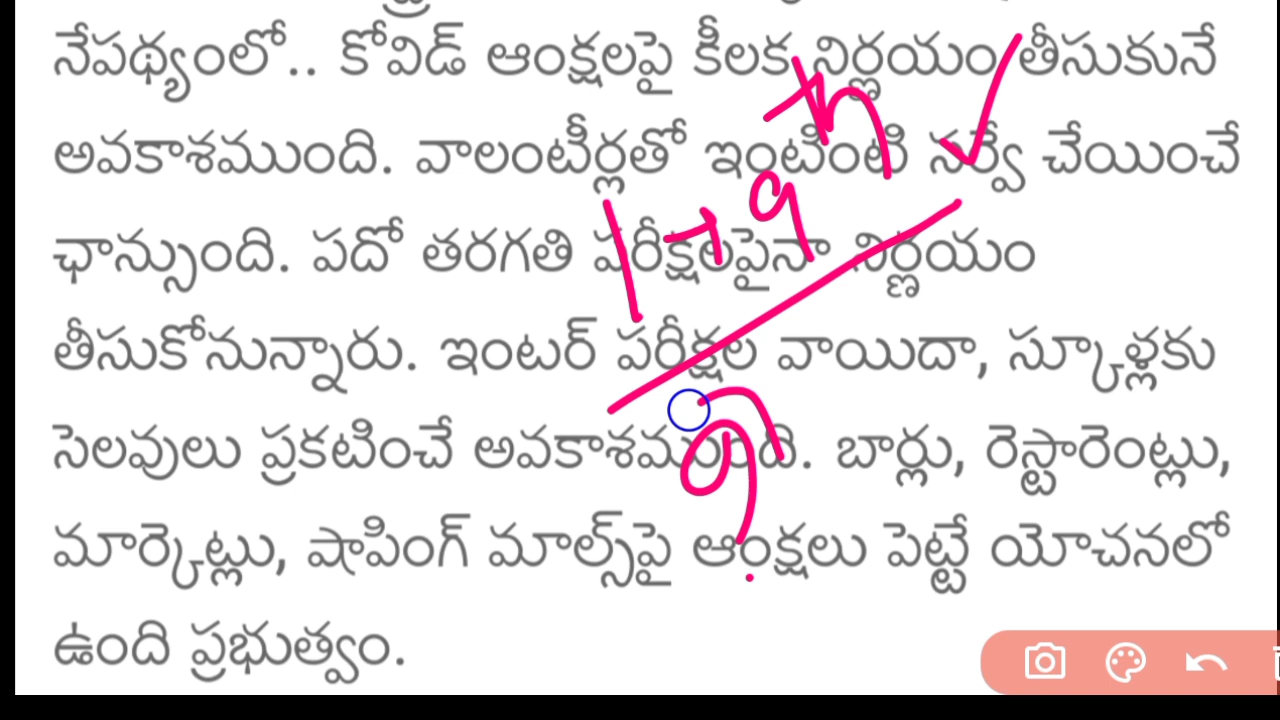 నేపథ్యంలో.. కోవిడ్ ఆంక్షలపై కీలక నిర్ణయం తీసుకునే
అవకాశముంది. వాలంటీర్లతో ఇంటింటి సర్వే చేయించే
ఛాన్సుంది. పదో తరగతి పరీక్షలపైనా నిర్ణయం
తీసుకోనున్నారు. ఇంటర్ పరీక్షల వాయిదా, స్కూళ్లకు
సెలవులు ప్రకటించే అవకాశముంది. బార్లు, రెస్టారెంట్లు,
మార్కెట్లు, షాపింగ్ మాల్స్‌పై ఆంక్షలు పెట్టే యోచనలో
ఉంది ప్రభుత్వం.